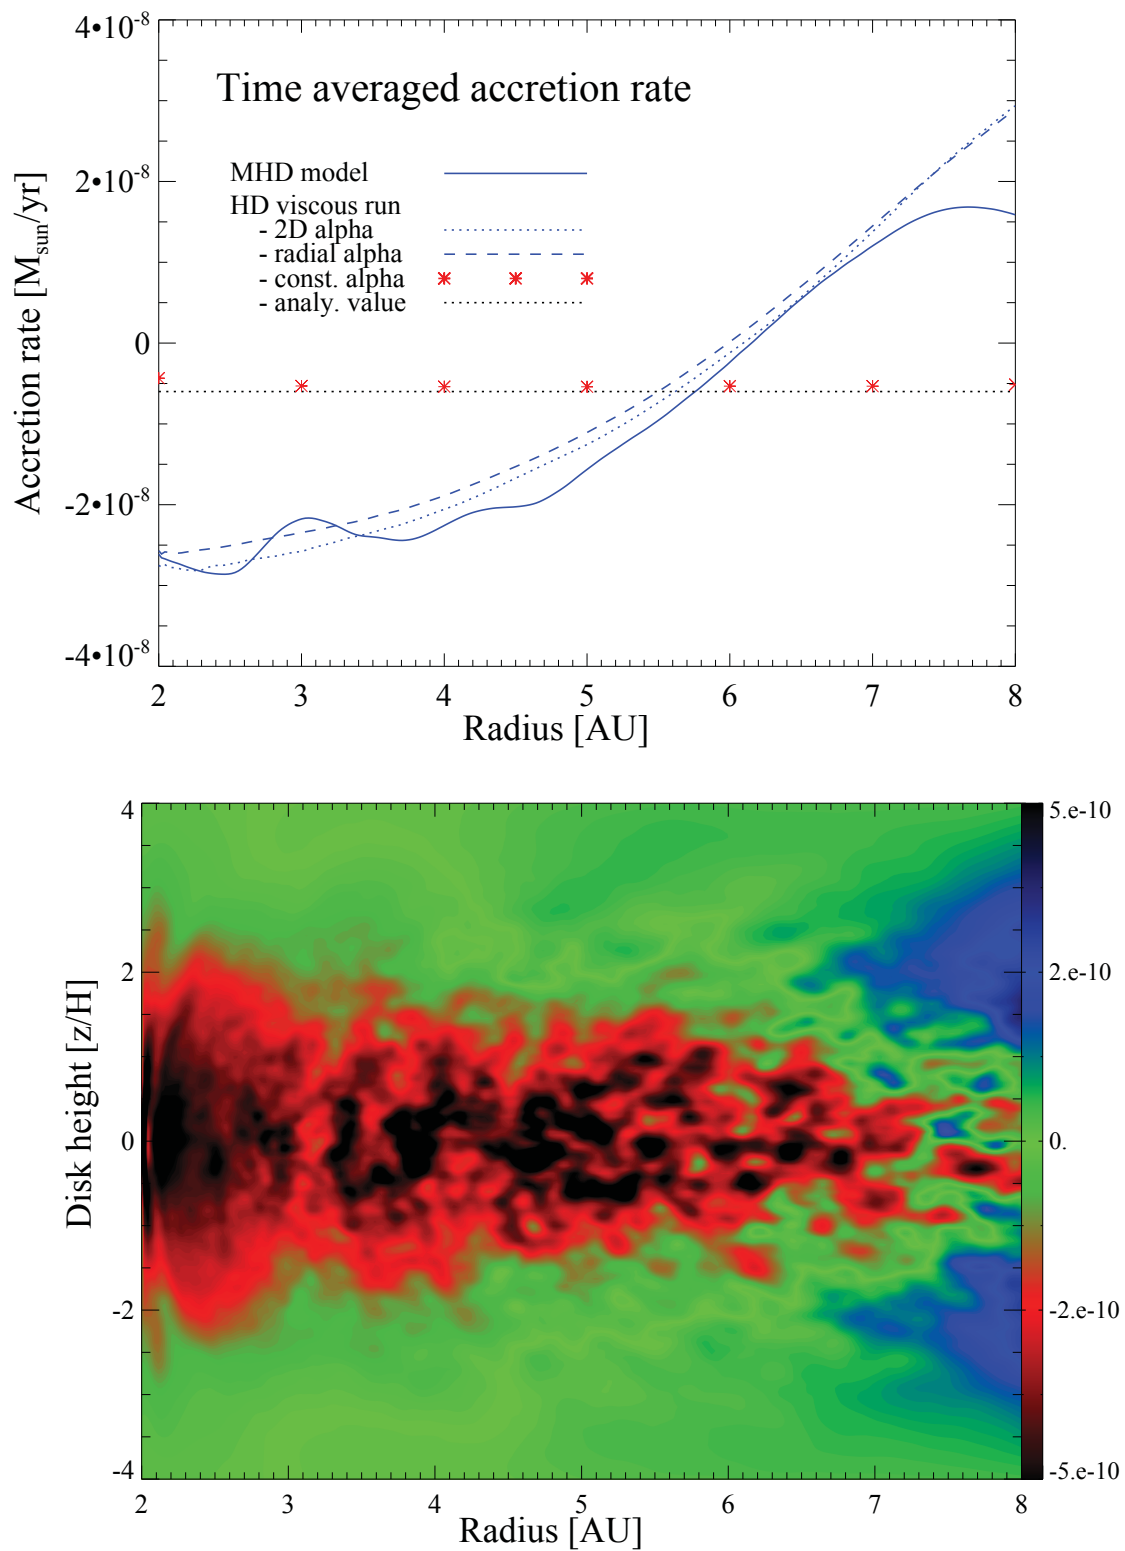 4•10⁻⁸
Time averaged accretion rate
MHD model
HD viscous run
- 2D alpha
- radial alpha
- const. alpha
- analy. value
2•10⁻⁸
0
-2•10⁻⁸
-4•10⁻⁸
Accretion rate [M_sun/yr]
2 3 4 5 6 7 8
Radius [AU]
4
2
0
-2
-4
Disk height [z/H]
5.e-10
2.e-10
0.
-2.e-10
-5.e-10
2 3 4 5 6 7 8
Radius [AU]